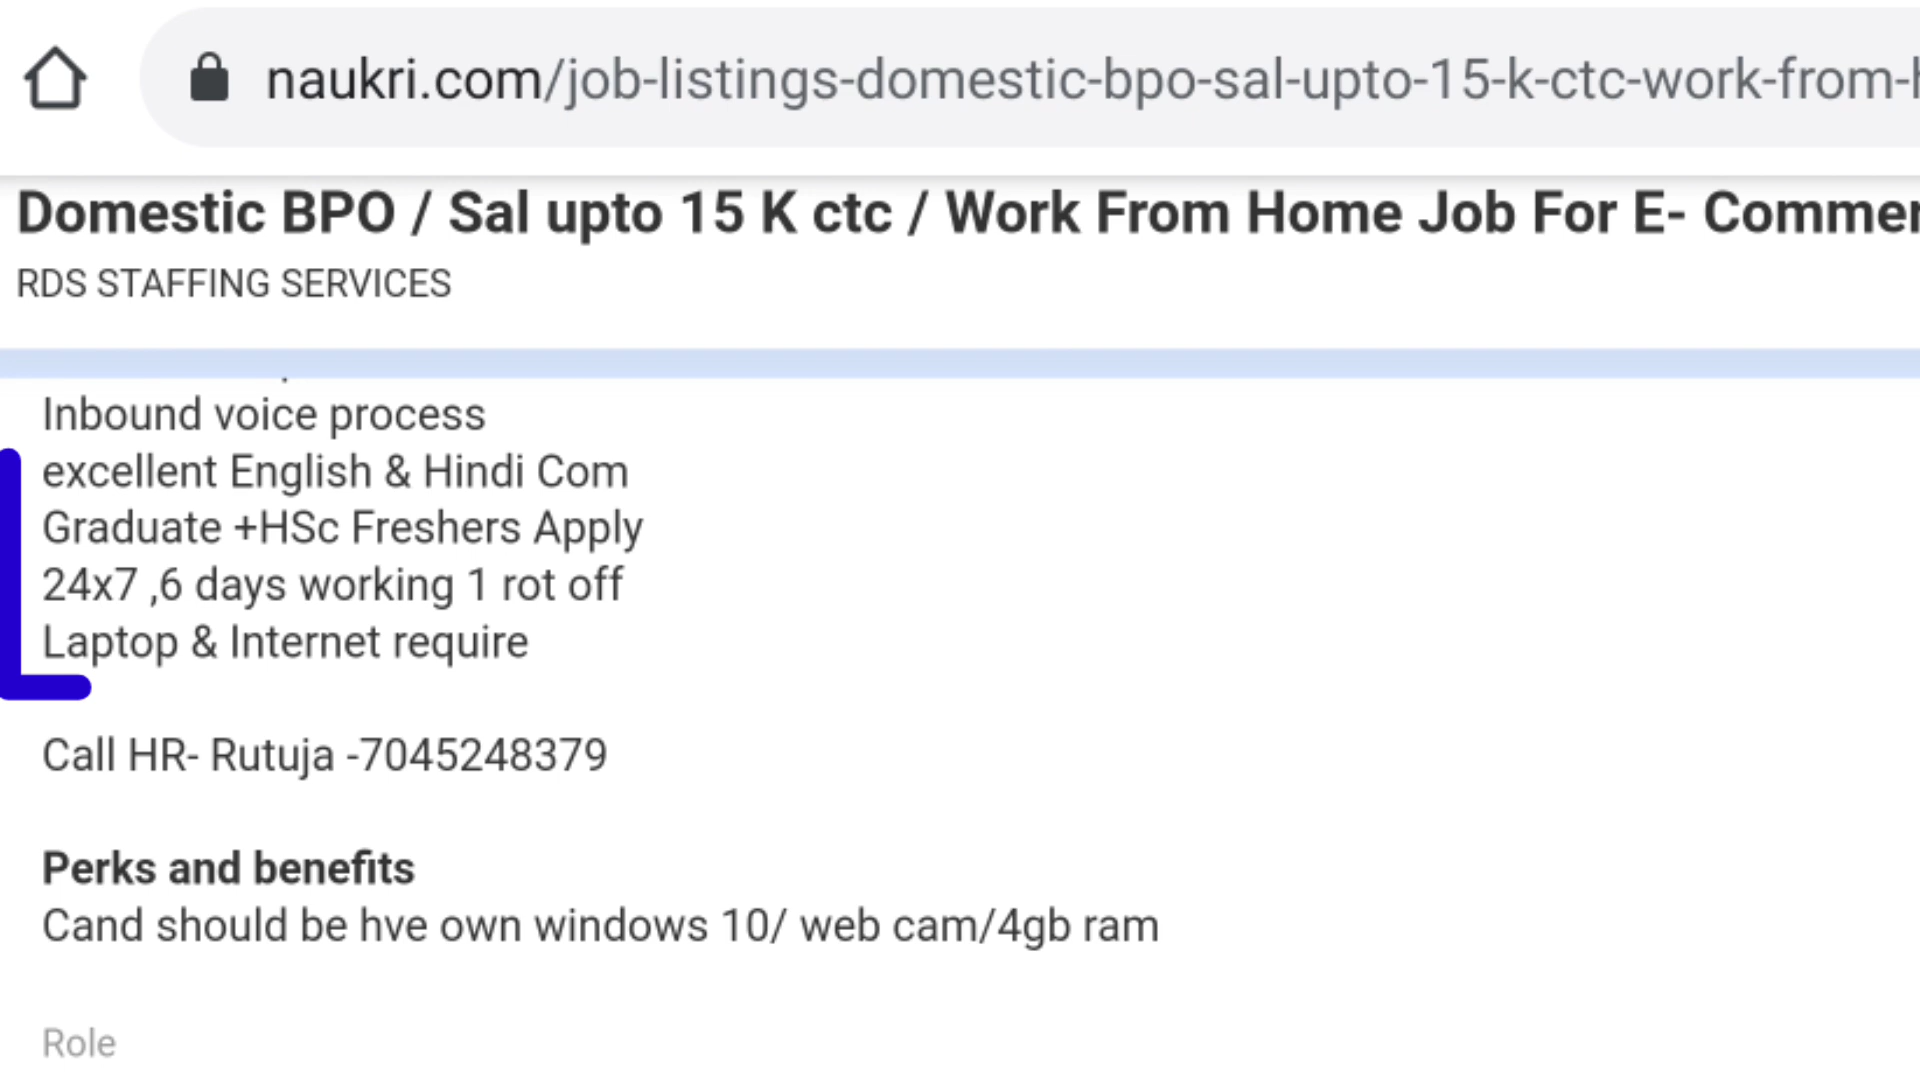 naukri.com/job-listings-domestic-bpo-sal-upto-15-k-ctc-work-from-
Domestic BPO / Sal upto 15 K ctc / Work From Home Job For E- Commer
RDS STAFFING SERVICES
Inbound voice process
excellent English & Hindi Com
Graduate +HSc Freshers Apply
24x7 ,6 days working 1 rot off
Laptop & Internet require
Call HR- Rutuja -7045248379
Perks and benefits
Cand should be hve own windows 10/ web cam/4gb ram
Role